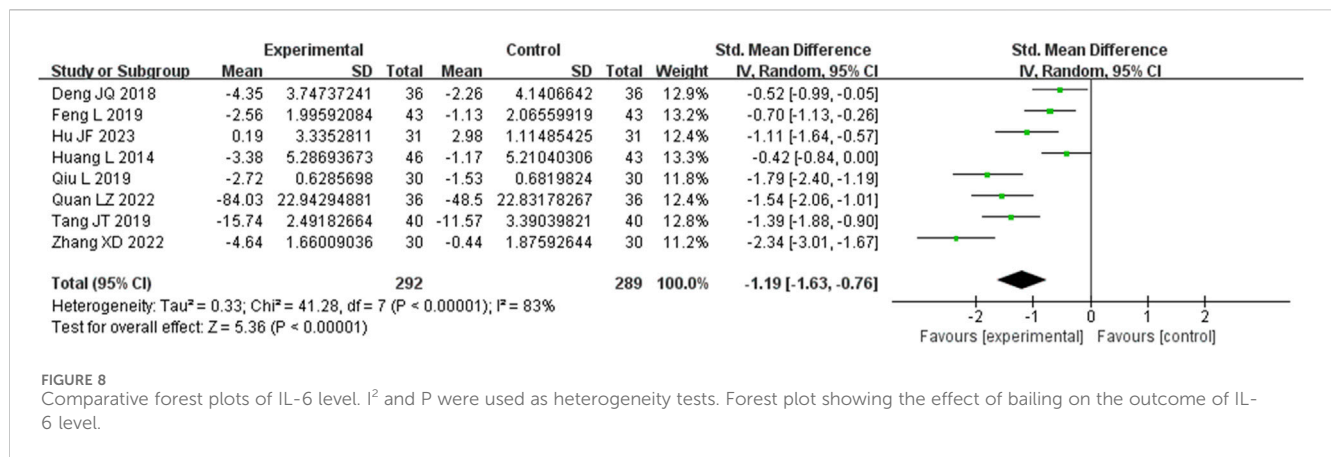 Experimental Control Std. Mean Difference Std. Mean Difference
Study or Subgroup Mean SD Total Mean SD Total Weight IV, Random, 95% CI IV, Random, 95% CI
Deng JQ 2018 -4.35 3.74737241 36 -2.26 4.1406642 36 12.9% -0.52 [-0.99, -0.05]
Feng L 2019 -2.56 1.99592084 43 -1.13 2.06559919 43 13.2% -0.70 [-1.13, -0.26]
Hu JF 2023 0.19 3.3352811 31 2.98 1.11485425 31 12.4% -1.11 [-1.64, -0.57]
Huang L 2014 -3.38 5.28693673 46 -1.17 5.21040306 43 13.3% -0.42 [-0.84, 0.00]
Qiu L 2019 -2.72 0.6285698 30 -1.53 0.6819824 30 11.8% -1.79 [-2.40, -1.19]
Quan LZ 2022 -84.03 22.94294881 36 -48.5 22.83178267 36 12.4% -1.54 [-2.06, -1.01]
Tang JT 2019 -15.74 2.49182664 40 -11.57 3.39039821 40 12.8% -1.39 [-1.88, -0.90]
Zhang XD 2022 -4.64 1.66009036 30 -0.44 1.87592644 30 11.2% -2.34 [-3.01, -1.67]
Total (95% CI) 292 289 100.0% -1.19 [-1.63, -0.76]
Heterogeneity: Tau² = 0.33; Chi² = 41.28, df = 7 (P < 0.00001); I² = 83%
Test for overall effect: Z = 5.36 (P < 0.00001)
-2 -1 0 1 2
Favours [experimental] Favours [control]
FIGURE 8
Comparative forest plots of IL-6 level. I² and P were used as heterogeneity tests. Forest plot showing the effect of bailing on the outcome of IL-
6 level.